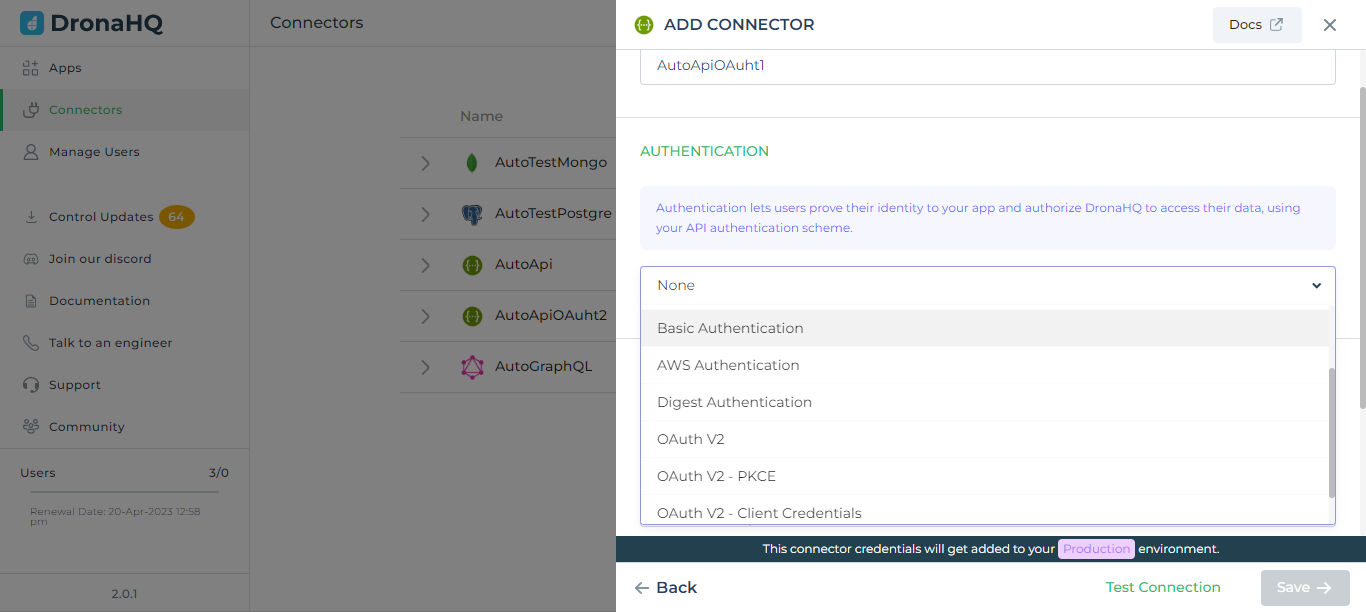 DronaHQ
Connectors
Apps
Connectors
Manage Users
Control Updates 64
Join our discord
Documentation
Talk to an engineer
Support
Community
Users 3/0
Renewal Date: 20-Apr-2023 12:58
pm
2.0.1
Name
AutoTestMongo
AutoTestPostgre
AutoApi
AutoApiOAuht2
AutoGraphQL
ADD CONNECTOR
Docs
AutoApiOAuht1
AUTHENTICATION
Authentication lets users prove their identity to your app and authorize DronaHQ to access their data, using
your API authentication scheme.
None
Basic Authentication
AWS Authentication
Digest Authentication
OAuth V2
OAuth V2 - PKCE
OAuth V2 - Client Credentials
This connector credentials will get added to your Production environment.
Back
Test Connection
Save